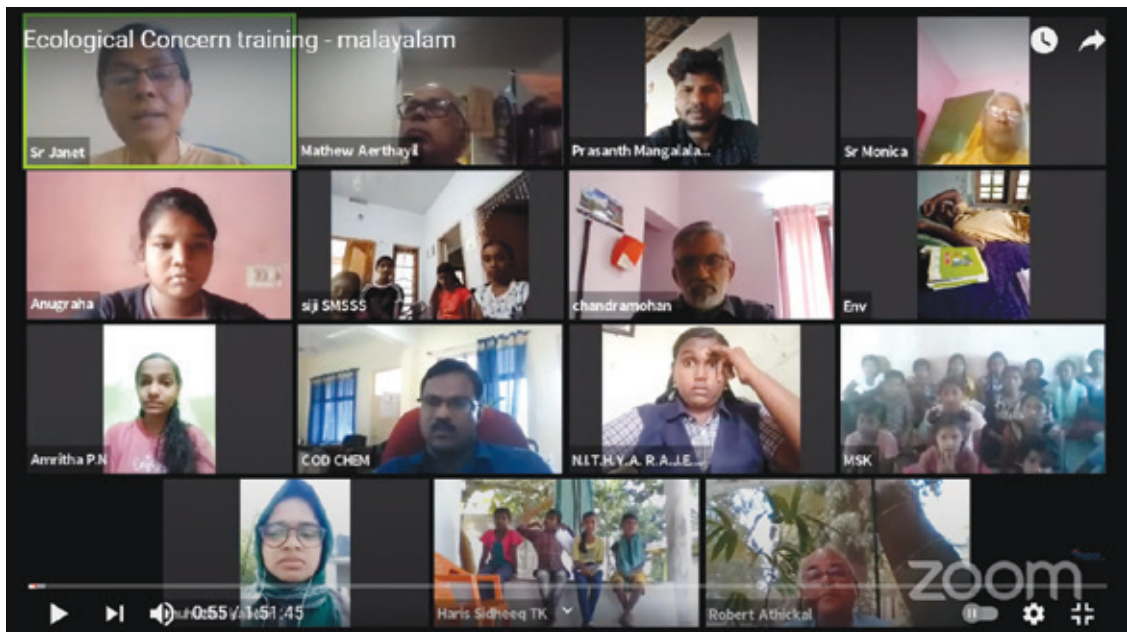 Ecological Concern training - malayalam
Sr Janet
Mathew Aerthayil
Prasanth Mangalala...
Sr Monica
Anugraha
siji SMSSS
chandramohan
Env
Amritha P.N
COD CHEM
N.I.T.H.Y.A. R.A.J.E...
MSK
0:55 / 1:51:45
Haris Sidheeq TK
Robert Athickal
zoom